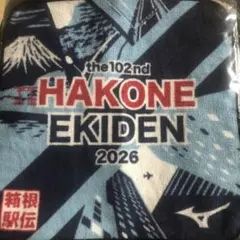 the 102nd
HAKONE
EKIDEN
2026
箱根
駅伝